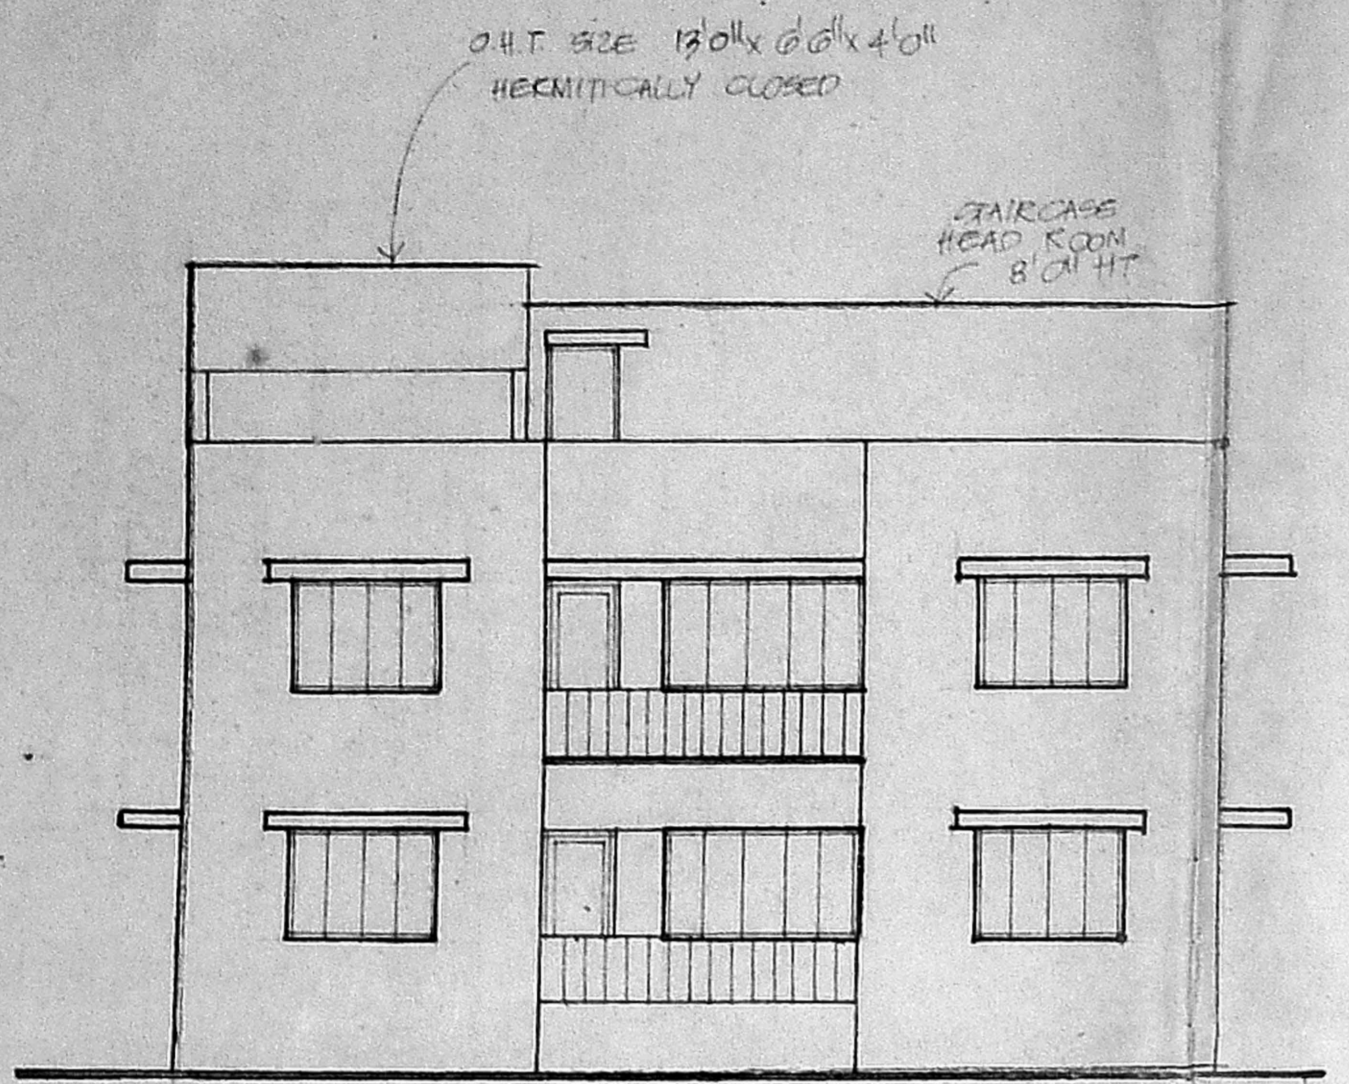 O.H.T. SIZE 13'0"x 6'6"x 4'0"
HERMITICALLY CLOSED
STAIRCASE
HEAD ROOM
8'0" HT